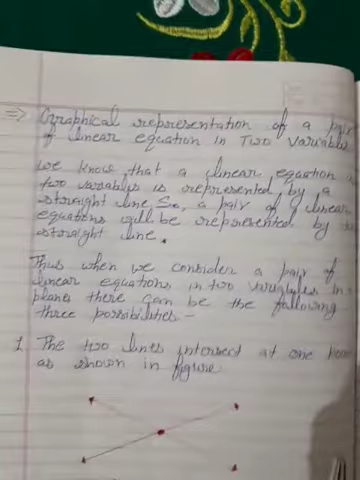 => Graphical representation of a pair
of linear equation in Two variables
we know that a linear equation
two variables is represented by a
straight line So, a pair of linear
equations will be represented by
straight line.
Thus when we consider a pair of
linear equations in two variables in
plane there can be the following
three possibilities -
1 The two lines intersect at one
as shown in figure